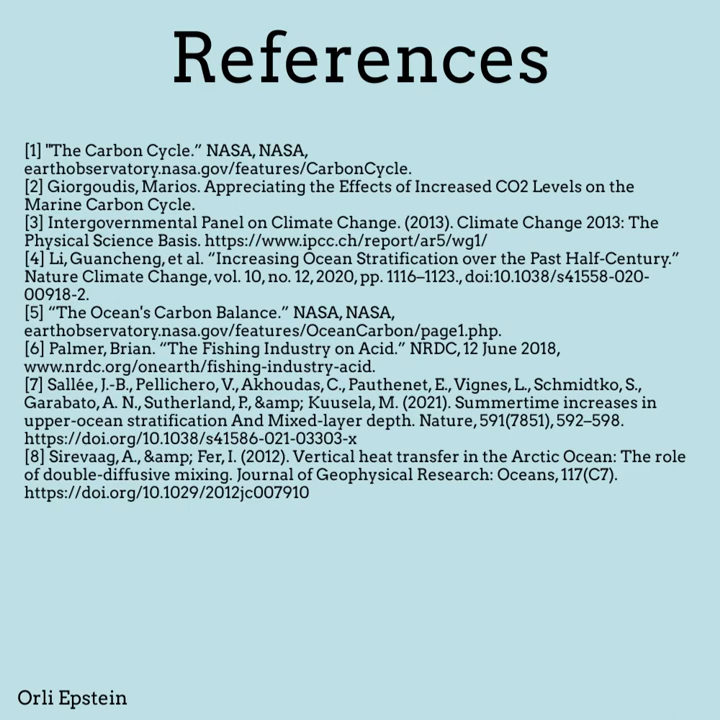 References
[1] "The Carbon Cycle.” NASA, NASA,
earthobservatory.nasa.gov/features/CarbonCycle.
[2] Giorgoudis, Marios. Appreciating the Effects of Increased CO2 Levels on the
Marine Carbon Cycle.
[3] Intergovernmental Panel on Climate Change. (2013). Climate Change 2013: The
Physical Science Basis. https://www.ipcc.ch/report/ar5/wg1/
[4] Li, Guancheng, et al. “Increasing Ocean Stratification over the Past Half-Century.”
Nature Climate Change, vol. 10, no. 12, 2020, pp. 1116–1123., doi:10.1038/s41558-020-
00918-2.
[5] “The Ocean's Carbon Balance.” NASA, NASA,
earthobservatory.nasa.gov/features/OceanCarbon/page1.php.
[6] Palmer, Brian. “The Fishing Industry on Acid.” NRDC, 12 June 2018,
www.nrdc.org/onearth/fishing-industry-acid.
[7] Sallée, J.-B., Pellichero, V., Akhoudas, C., Pauthenet, E., Vignes, L., Schmidtko, S.,
Garabato, A. N., Sutherland, P., &amp; Kuusela, M. (2021). Summertime increases in
upper-ocean stratification And Mixed-layer depth. Nature, 591(7851), 592–598.
https://doi.org/10.1038/s41586-021-03303-x
[8] Sirevaag, A., &amp; Fer, I. (2012). Vertical heat transfer in the Arctic Ocean: The role
of double-diffusive mixing. Journal of Geophysical Research: Oceans, 117(C7).
https://doi.org/10.1029/2012jc007910
Orli Epstein